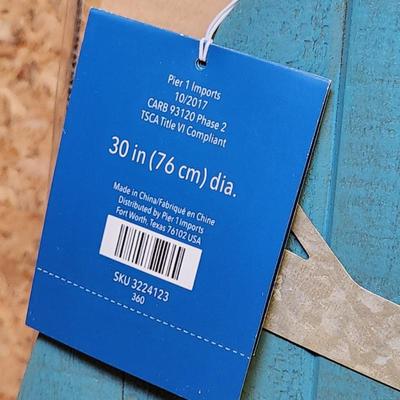 Pier 1 Imports
10/2017
CARB 93120 Phase 2
TSCA Title VI Compliant
30 in (76 cm) dia.
Made in China/Fabriqué en Chine
Distributed by Pier 1 Imports
Fort Worth, Texas 76102 USA
SKU 3224123
360